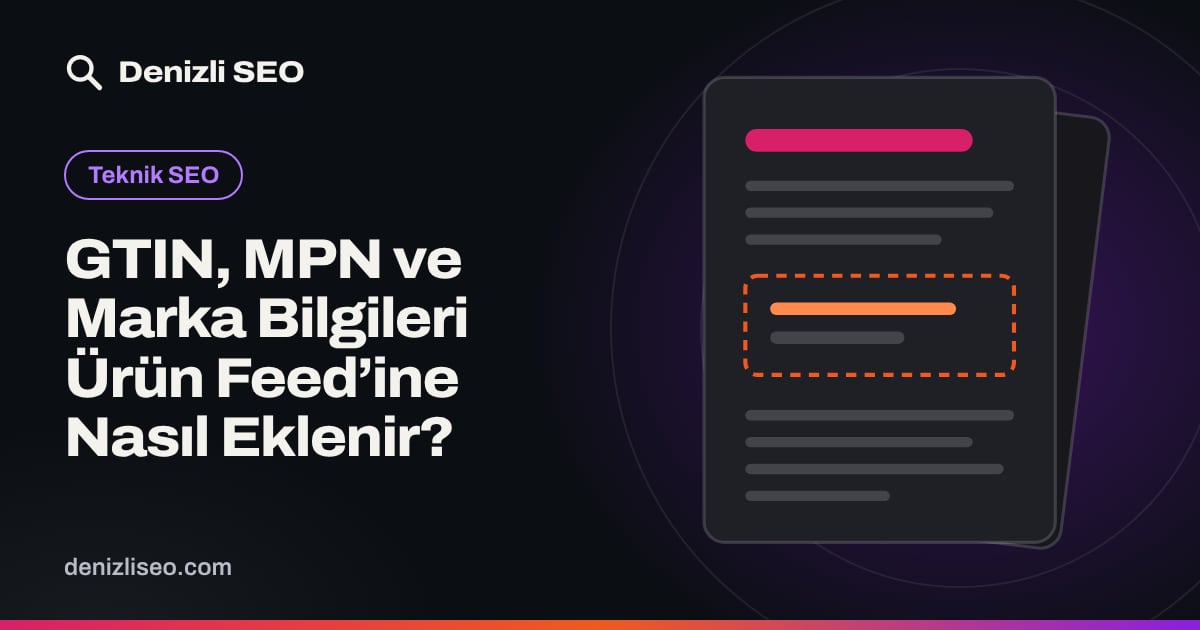 Denizli SEO
Teknik SEO
GTIN, MPN ve
Marka Bilgileri
Ürün Feed’ine
Nasıl Eklenir?
denizliseo.com